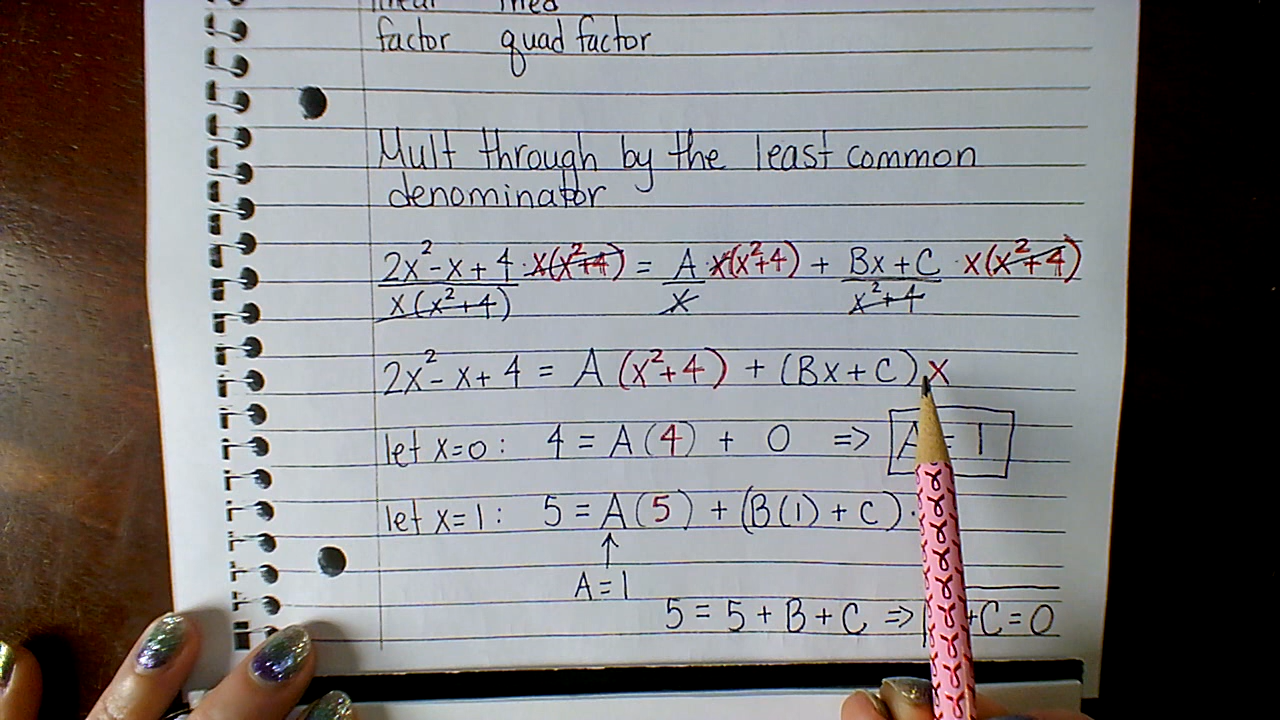 factor quad factor
Mult through by the least common
denominator
2x²-x+4/x(x²+4) · x(x²+4) = A/x · x(x²+4) + Bx+C/x²+4 · x(x²+4)
2x²-x+4 = A(x²+4) + (Bx+C)x
let x=0: 4 = A(4) + 0 => A = 1
let x=1: 5 = A(5) + (B(1) + C) ·
↑
A=1
5 = 5 + B + C => +C=0